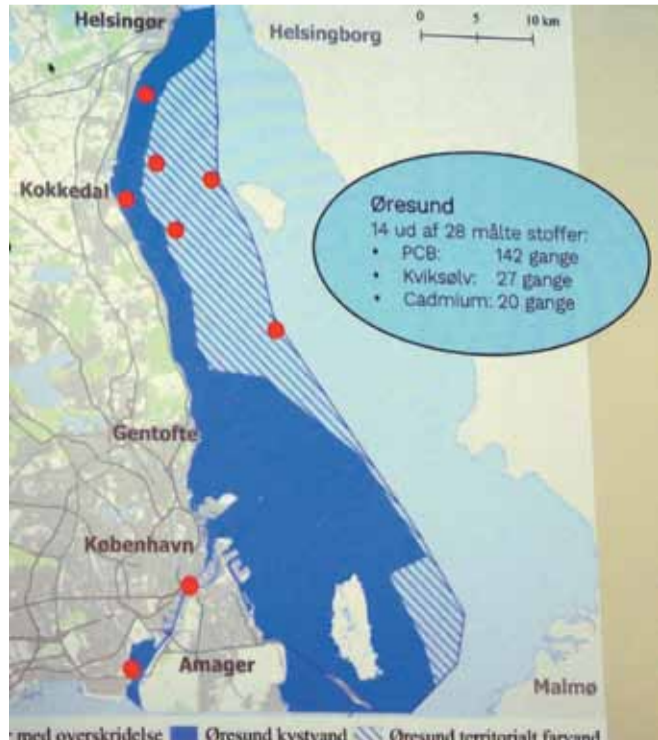 Helsingør
Helsingborg
0 5 10 km
Kokkedal
Øresund
14 ud af 28 målte stoffer:
• PCB: 142 gange
• Kviksølv: 27 gange
• Cadmium: 20 gange
Gentofte
København
Amager
Malmø
med overskridelse Øresund kystvand Øresund territorialt farvand